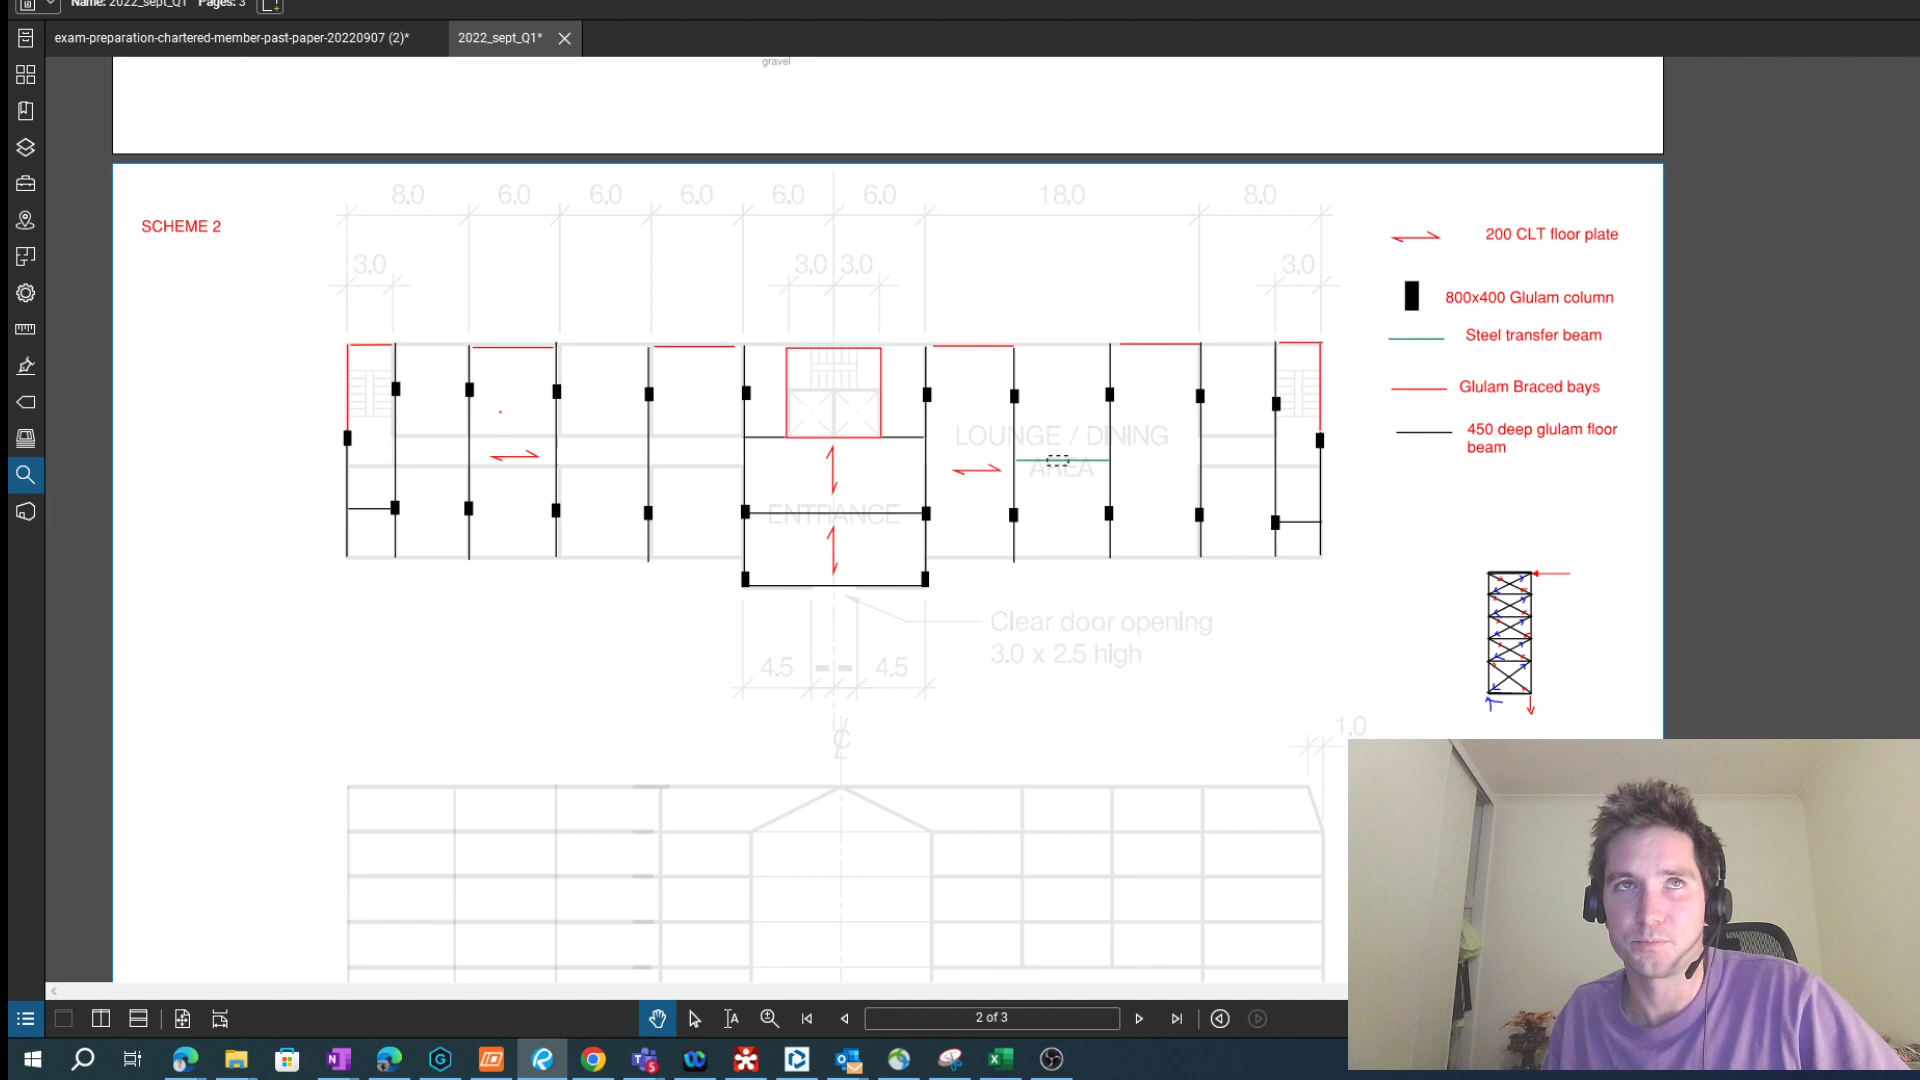 Name: 2022_sept_Q1 Pages: 3
exam-preparation-chartered-member-past-paper-20220907 (2)*
2022_sept_Q1*
gravel
SCHEME 2
8.0 6.0 6.0 6.0 6.0 6.0 18.0 8.0
3.0 3.0 3.0 3.0
200 CLT floor plate
800x400 Glulam column
Steel transfer beam
Glulam Braced bays
450 deep glulam floor
beam
LOUNGE / DINING
AREA
ENTRANCE
Clear door opening
3.0 x 2.5 high
4.5 4.5
1.0
2 of 3